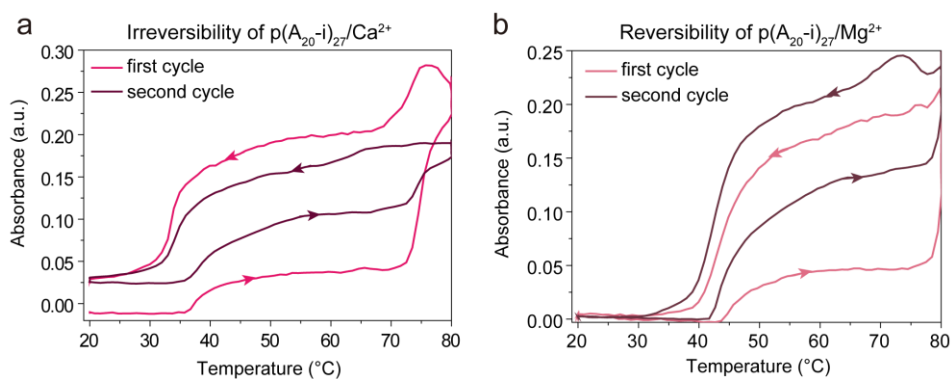 a
Irreversibility of p(A₂₀-i)₂₇/Ca²⁺
first cycle
second cycle
Absorbance (a.u.)
0.30
0.25
0.20
0.15
0.10
0.05
0.00
20 30 40 50 60 70 80
Temperature (°C)
b
Reversibility of p(A₂₀-i)₂₇/Mg²⁺
first cycle
second cycle
Absorbance (a.u.)
0.25
0.20
0.15
0.10
0.05
0.00
20 30 40 50 60 70 80
Temperature (°C)